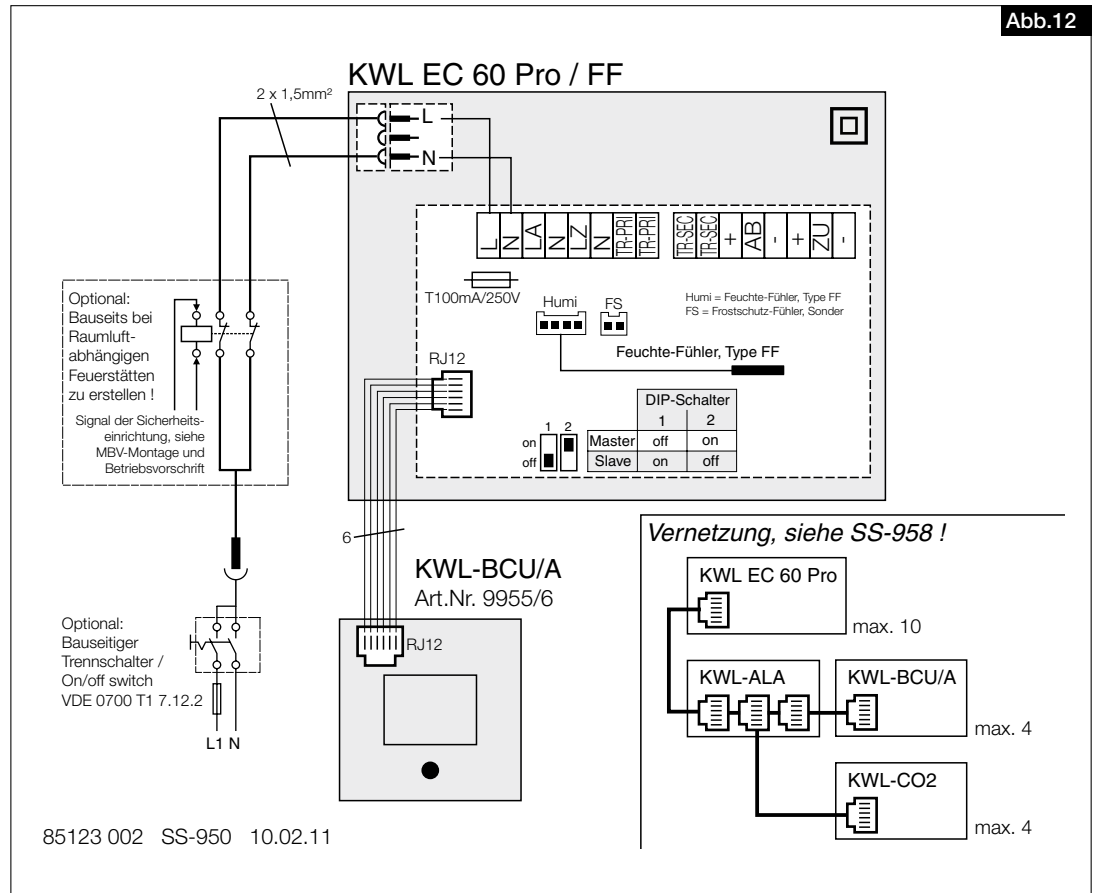 Abb.12
KWL EC 60 Pro / FF
2 x 1,5mm²
L
N
L
N
LA
N
LZ
N
TR-PRI
TR-PRI
TR-SEC
TR-SEC
+
AB
-
+
ZU
-
T100mA/250V
Humi
FS
Humi = Feuchte-Fühler, Type FF
FS = Frostschutz-Fühler, Sonder
Feuchte-Fühler, Type FF
RJ12
DIP-Schalter
1 2
1 2
on
off
Master off on
Slave on off
Optional:
Bauseits bei
Raumluft-
abhängigen
Feuerstätten
zu erstellen !
Signal der Sicherheits-
einrichtung, siehe
MBV-Montage und
Betriebsvorschrift
6
KWL-BCU/A
Art.Nr. 9955/6
RJ12
Optional:
Bauseitiger
Trennschalter /
On/off switch
VDE 0700 T1 7.12.2
L1 N
Vernetzung, siehe SS-958 !
KWL EC 60 Pro
max. 10
KWL-ALA
KWL-BCU/A
max. 4
KWL-CO2
max. 4
85123 002 SS-950 10.02.11